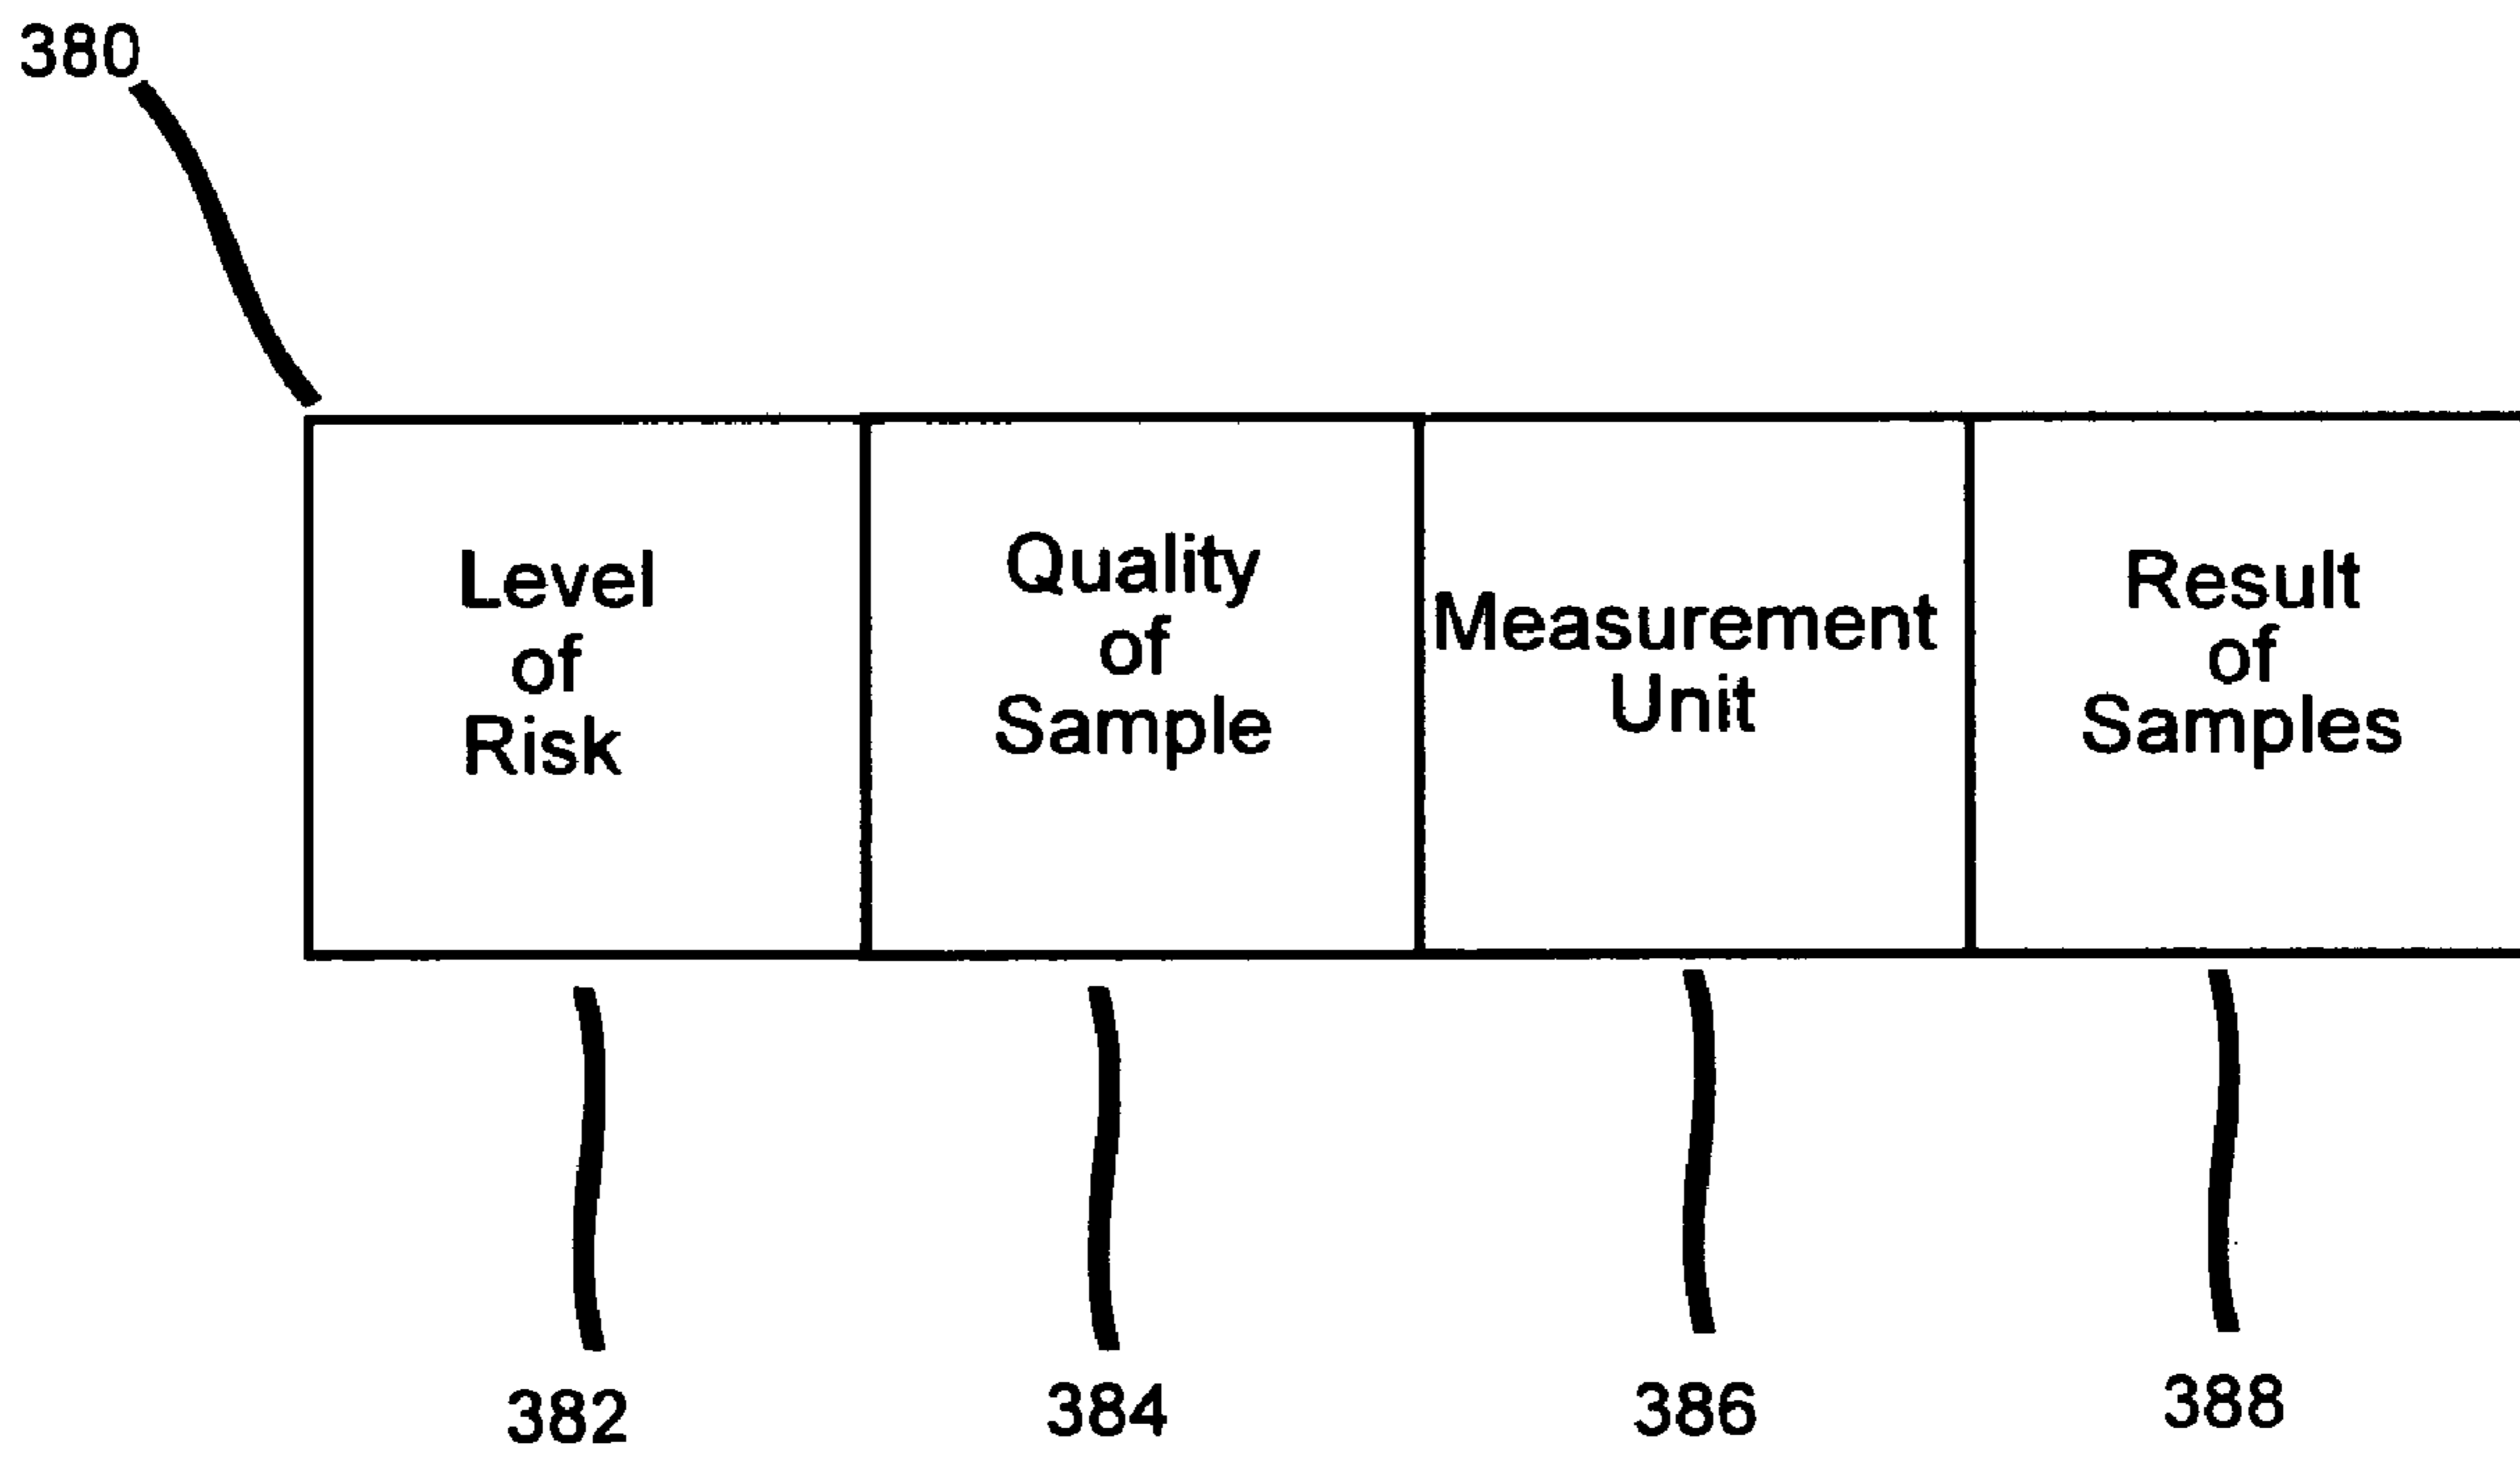 380
Level
of
Risk
Quality
of
Sample
Measurement
Unit
Result
of
Samples
382
384
386
388